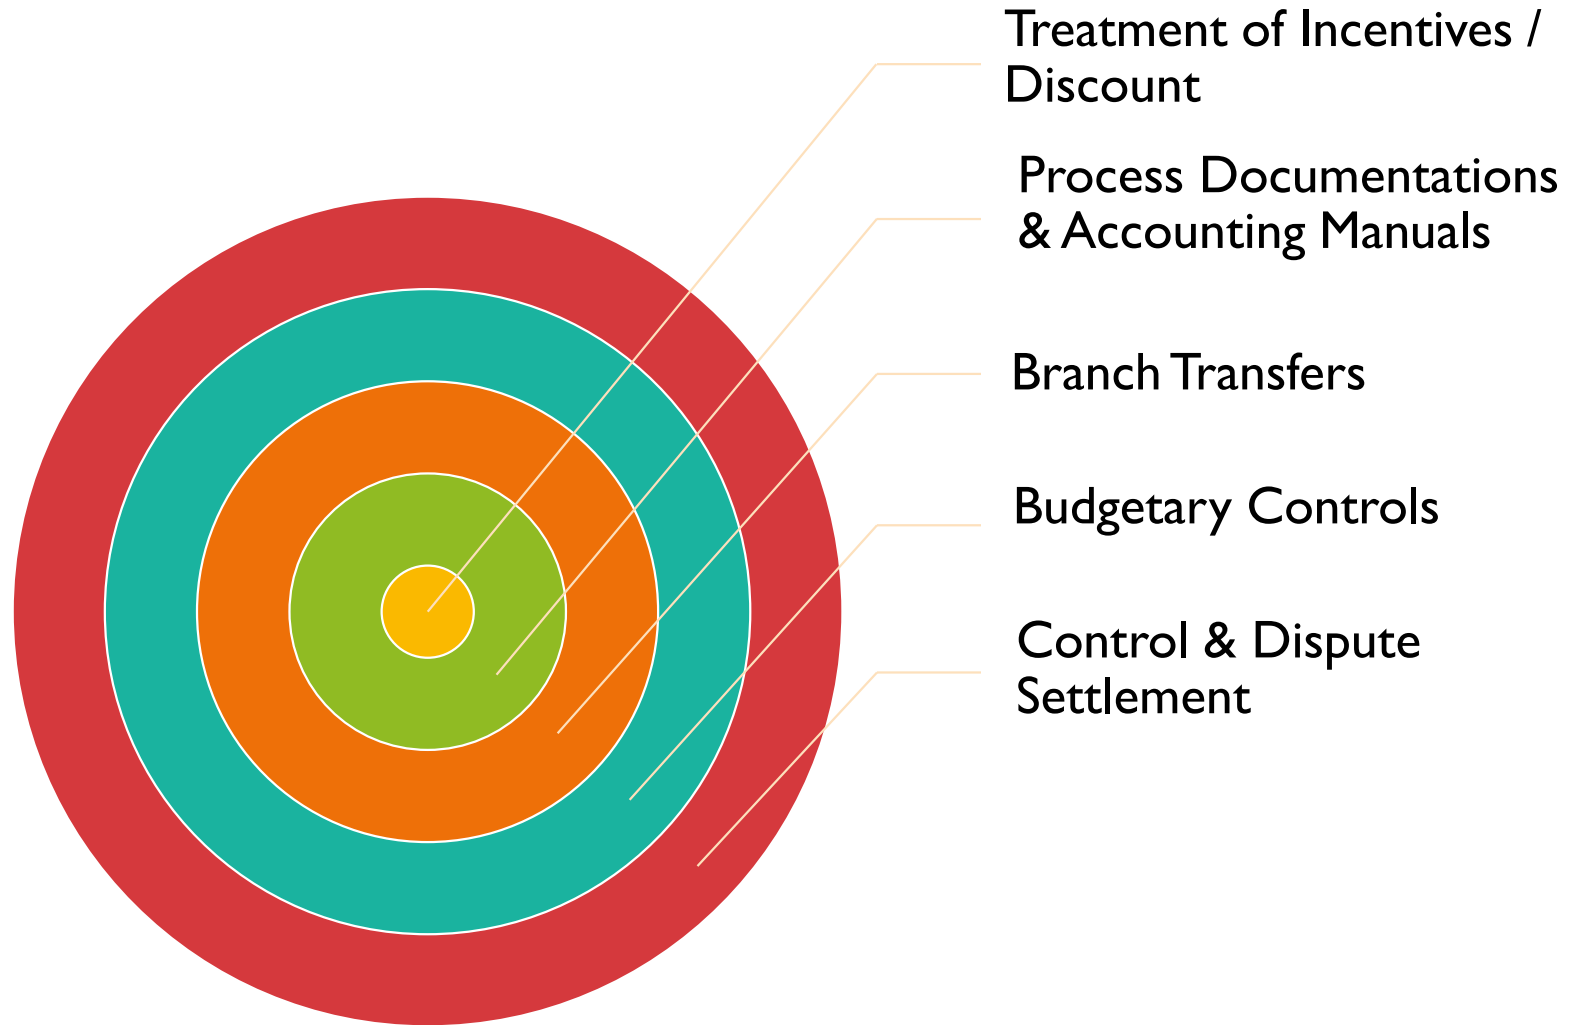 Treatment of Incentives /
Discount
Process Documentations
& Accounting Manuals
Branch Transfers
Budgetary Controls
Control & Dispute
Settlement